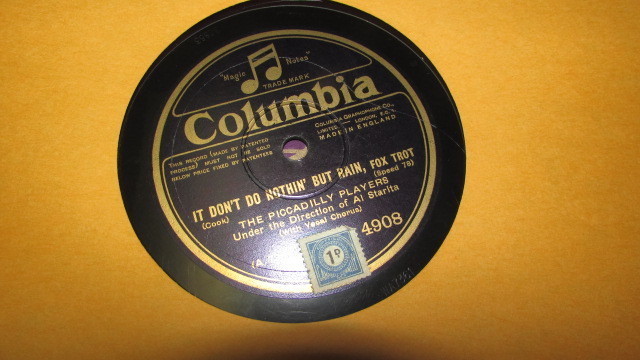 "Magic Notes"
TRADE MARK
Columbia
THIS RECORD (MADE BY PATENTED
PROCESS) MUST NOT BE SOLD
BELOW PRICE FIXED BY PATENTEES
COLUMBIA GRAPHOPHONE CO.,
LIMITED — LONDON, E.C.1.
MADE IN ENGLAND
IT DON'T DO NOTHIN' BUT RAIN, FOX TROT
(Cook)
(Speed 78)
THE PICCADILLY PLAYERS
Under the Direction of Al Starita
(With Vocal Chorus)
4908
(A
1D